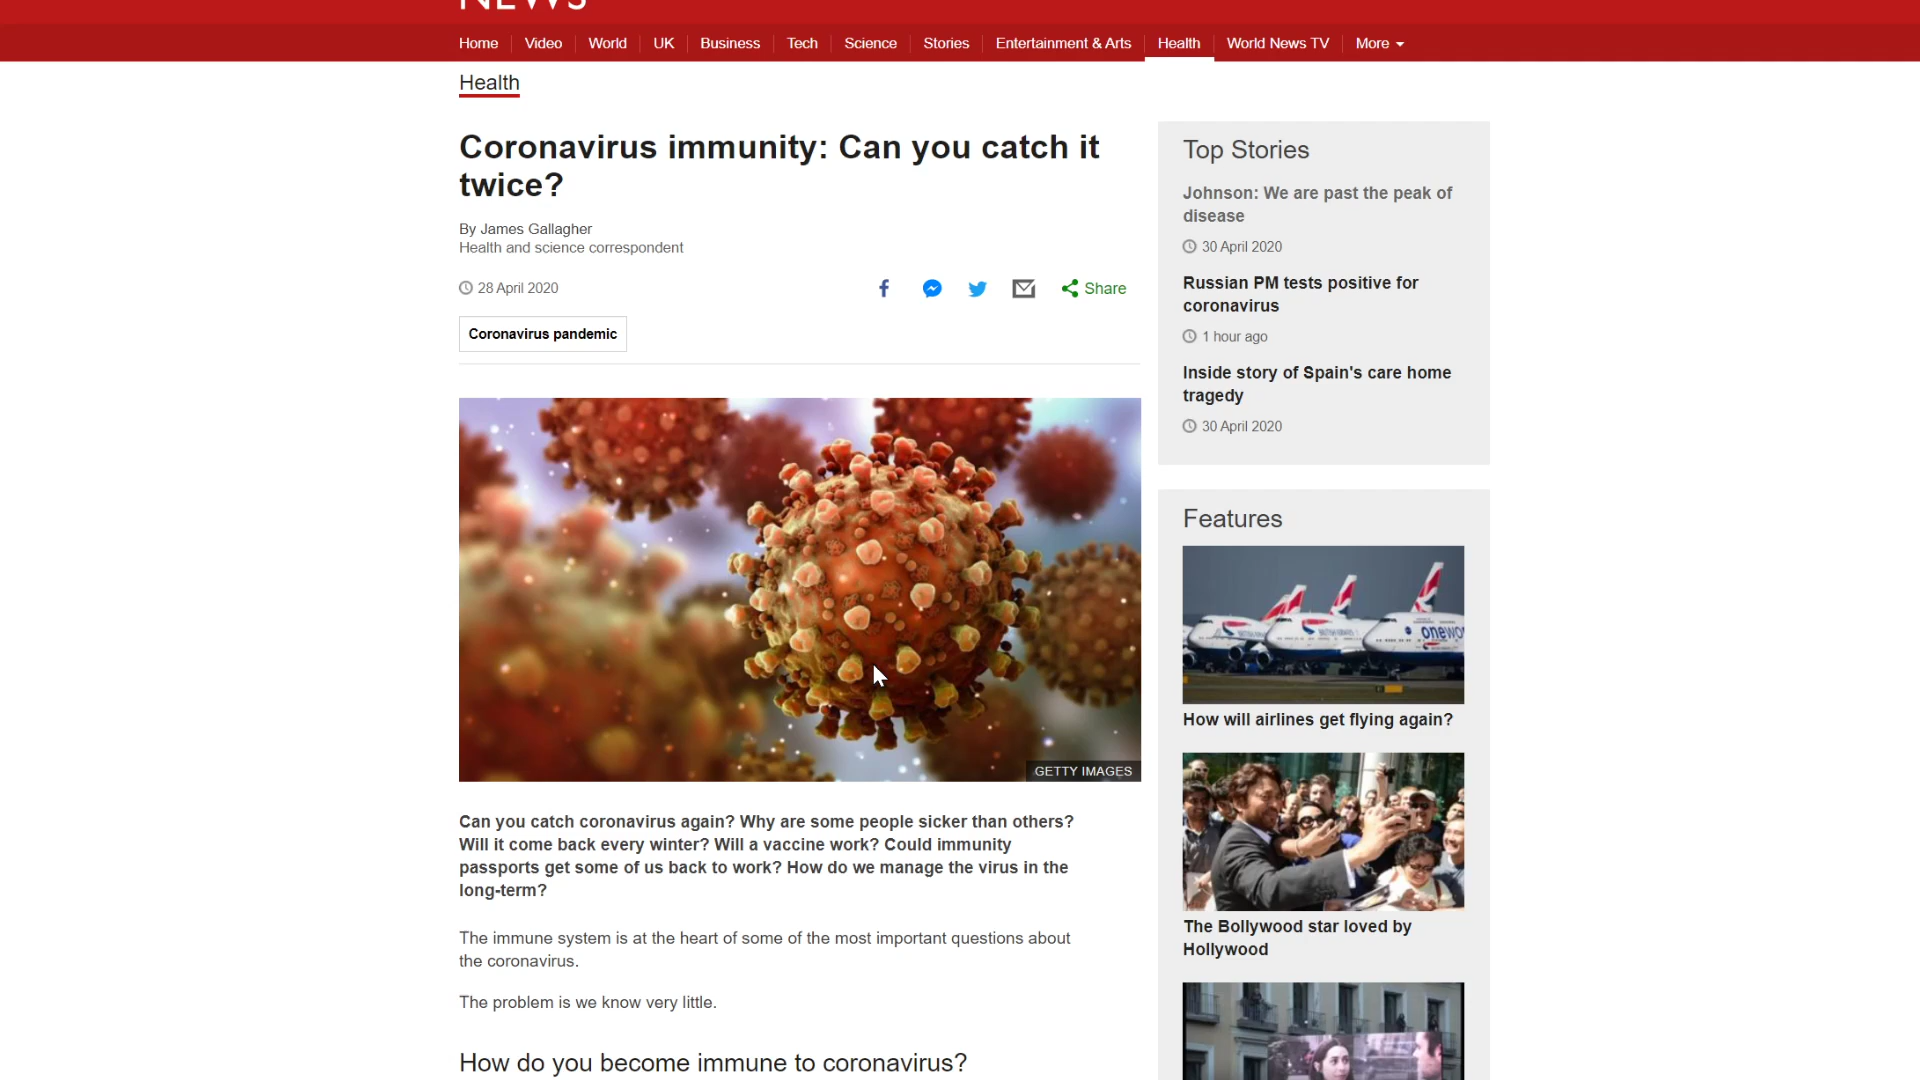 NEWS
Home
Video
World
UK
Business
Tech
Science
Stories
Entertainment & Arts
Health
World News TV
More
Health
Coronavirus immunity: Can you catch it
twice?
By James Gallagher
Health and science correspondent
28 April 2020
Share
Coronavirus pandemic
GETTY IMAGES
Can you catch coronavirus again? Why are some people sicker than others?
Will it come back every winter? Will a vaccine work? Could immunity
passports get some of us back to work? How do we manage the virus in the
long-term?
The immune system is at the heart of some of the most important questions about
the coronavirus.
The problem is we know very little.
How do you become immune to coronavirus?
Top Stories
Johnson: We are past the peak of
disease
30 April 2020
Russian PM tests positive for
coronavirus
1 hour ago
Inside story of Spain's care home
tragedy
30 April 2020
Features
onewo
How will airlines get flying again?
The Bollywood star loved by
Hollywood